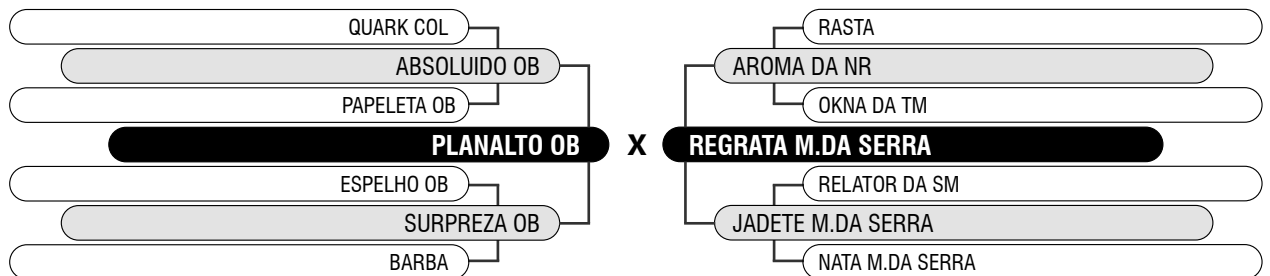 QUARK COL RASTA
ABSOLUIDO OB AROMA DA NR
PAPELETA OB OKNA DA TM
PLANALTO OB X REGRATA M.DA SERRA
ESPELHO OB RELATOR DA SM
SURPREZA OB JADETE M.DA SERRA
BARBA NATA M.DA SERRA